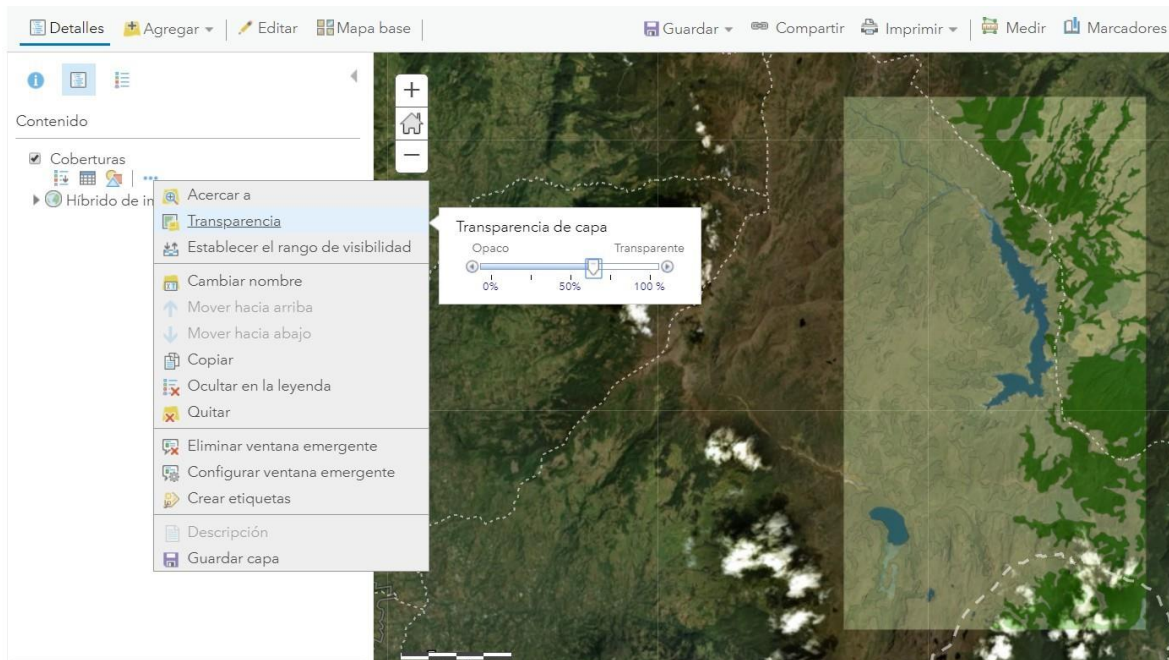 Detalles Agregar Editar Mapa base Guardar Compartir Imprimir Medir Marcadores
Contenido
Coberturas
Híbrido de in
Acercar a
Transparencia
Establecer el rango de visibilidad
Cambiar nombre
Mover hacia arriba
Mover hacia abajo
Copiar
Ocultar en la leyenda
Quitar
Eliminar ventana emergente
Configurar ventana emergente
Crear etiquetas
Descripción
Guardar capa
Transparencia de capa
Opaco Transparente
0% 50% 100 %